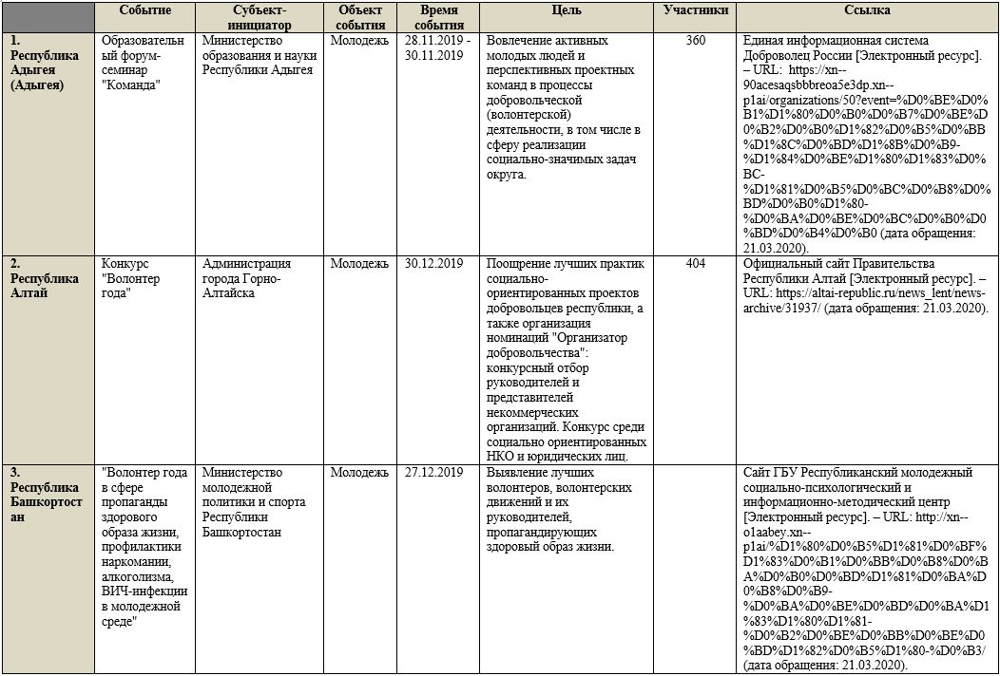 Событие
Субъект-
инициатор
Объект
события
Время
события
Цель
Участники
Ссылка
1.
Республика
Адыгея
(Адыгея)
Образовательн
ый форум-
семинар
"Команда"
Министерство
образования и науки
Республики Адыгея
Молодежь
28.11.2019 -
30.11.2019
Вовлечение активных
молодых людей и
перспективных проектных
команд в процессы
добровольческой
(волонтерской)
деятельности, в том числе в
сферу реализации
социально-значимых задач
округа.
360
Единая информационная система
Доброволец России [Электронный ресурс].
– URL: https://xn--
90acesaqsbbbreoa5e3dp.xn--
p1ai/organizations/50?event=%D0%BE%D0%
B1%D1%80%D0%B0%D0%B7%D0%BE%D
0%B2%D0%B0%D1%82%D0%B5%D0%BB
%D1%8C%D0%BD%D1%8B%D0%B9-
%D1%84%D0%BE%D1%80%D1%83%D0%
BC-
%D1%81%D0%B5%D0%BC%D0%B8%D0%
BD%D0%B0%D1%80-
%D0%BA%D0%BE%D0%BC%D0%B0%D0
%BD%D0%B4%D0%B0 (дата обращения:
21.03.2020).
2.
Республика
Алтай
Конкурс
"Волонтер
года"
Администрация
города Горно-
Алтайска
Молодежь
30.12.2019
Поощрение лучших практик
социально-
ориентированных проектов
добровольцев республики, а
также организация
номинаций "Организатор
добровольчества":
конкурсный отбор
руководителей и
представителей
некоммерческих
организаций. Конкурс среди
социально ориентированных
НКО и юридических лиц.
404
Официальный сайт Правительства
Республики Алтай [Электронный ресурс]. –
URL: https://altai-republic.ru/news_lent/news-
archive/31937/ (дата обращения: 21.03.2020).
3.
Республика
Башкортост
ан
"Волонтер года
в сфере
пропаганды
здорового
образа жизни,
профилактики
наркомании,
алкоголизма,
ВИЧ-инфекции
в молодежной
среде"
Министерство
молодежной
политики и спорта
Республики
Башкортостан
Молодежь
27.12.2019
Выявление лучших
волонтеров, волонтерских
движений и их
руководителей,
пропагандирующих
здоровый образ жизни.
Сайт ГБУ Республиканский молодежный
социально-психологический и
информационно-методический центр
[Электронный ресурс]. – URL: http://xn--
o1aabey.xn--
p1ai/%D1%80%D0%B5%D1%81%D0%BF%
D1%83%D0%B1%D0%BB%D0%B8%D0%B
A%D0%B0%D0%BD%D1%81%D0%BA%D
0%B8%D0%B9-
%D0%BA%D0%BE%D0%BD%D0%BA%D1
%83%D1%80%D1%81-
%D0%B2%D0%BE%D0%BB%D0%BE%D0
%BD%D1%82%D0%B5%D1%80-%D0%B3/
(дата обращения: 21.03.2020).